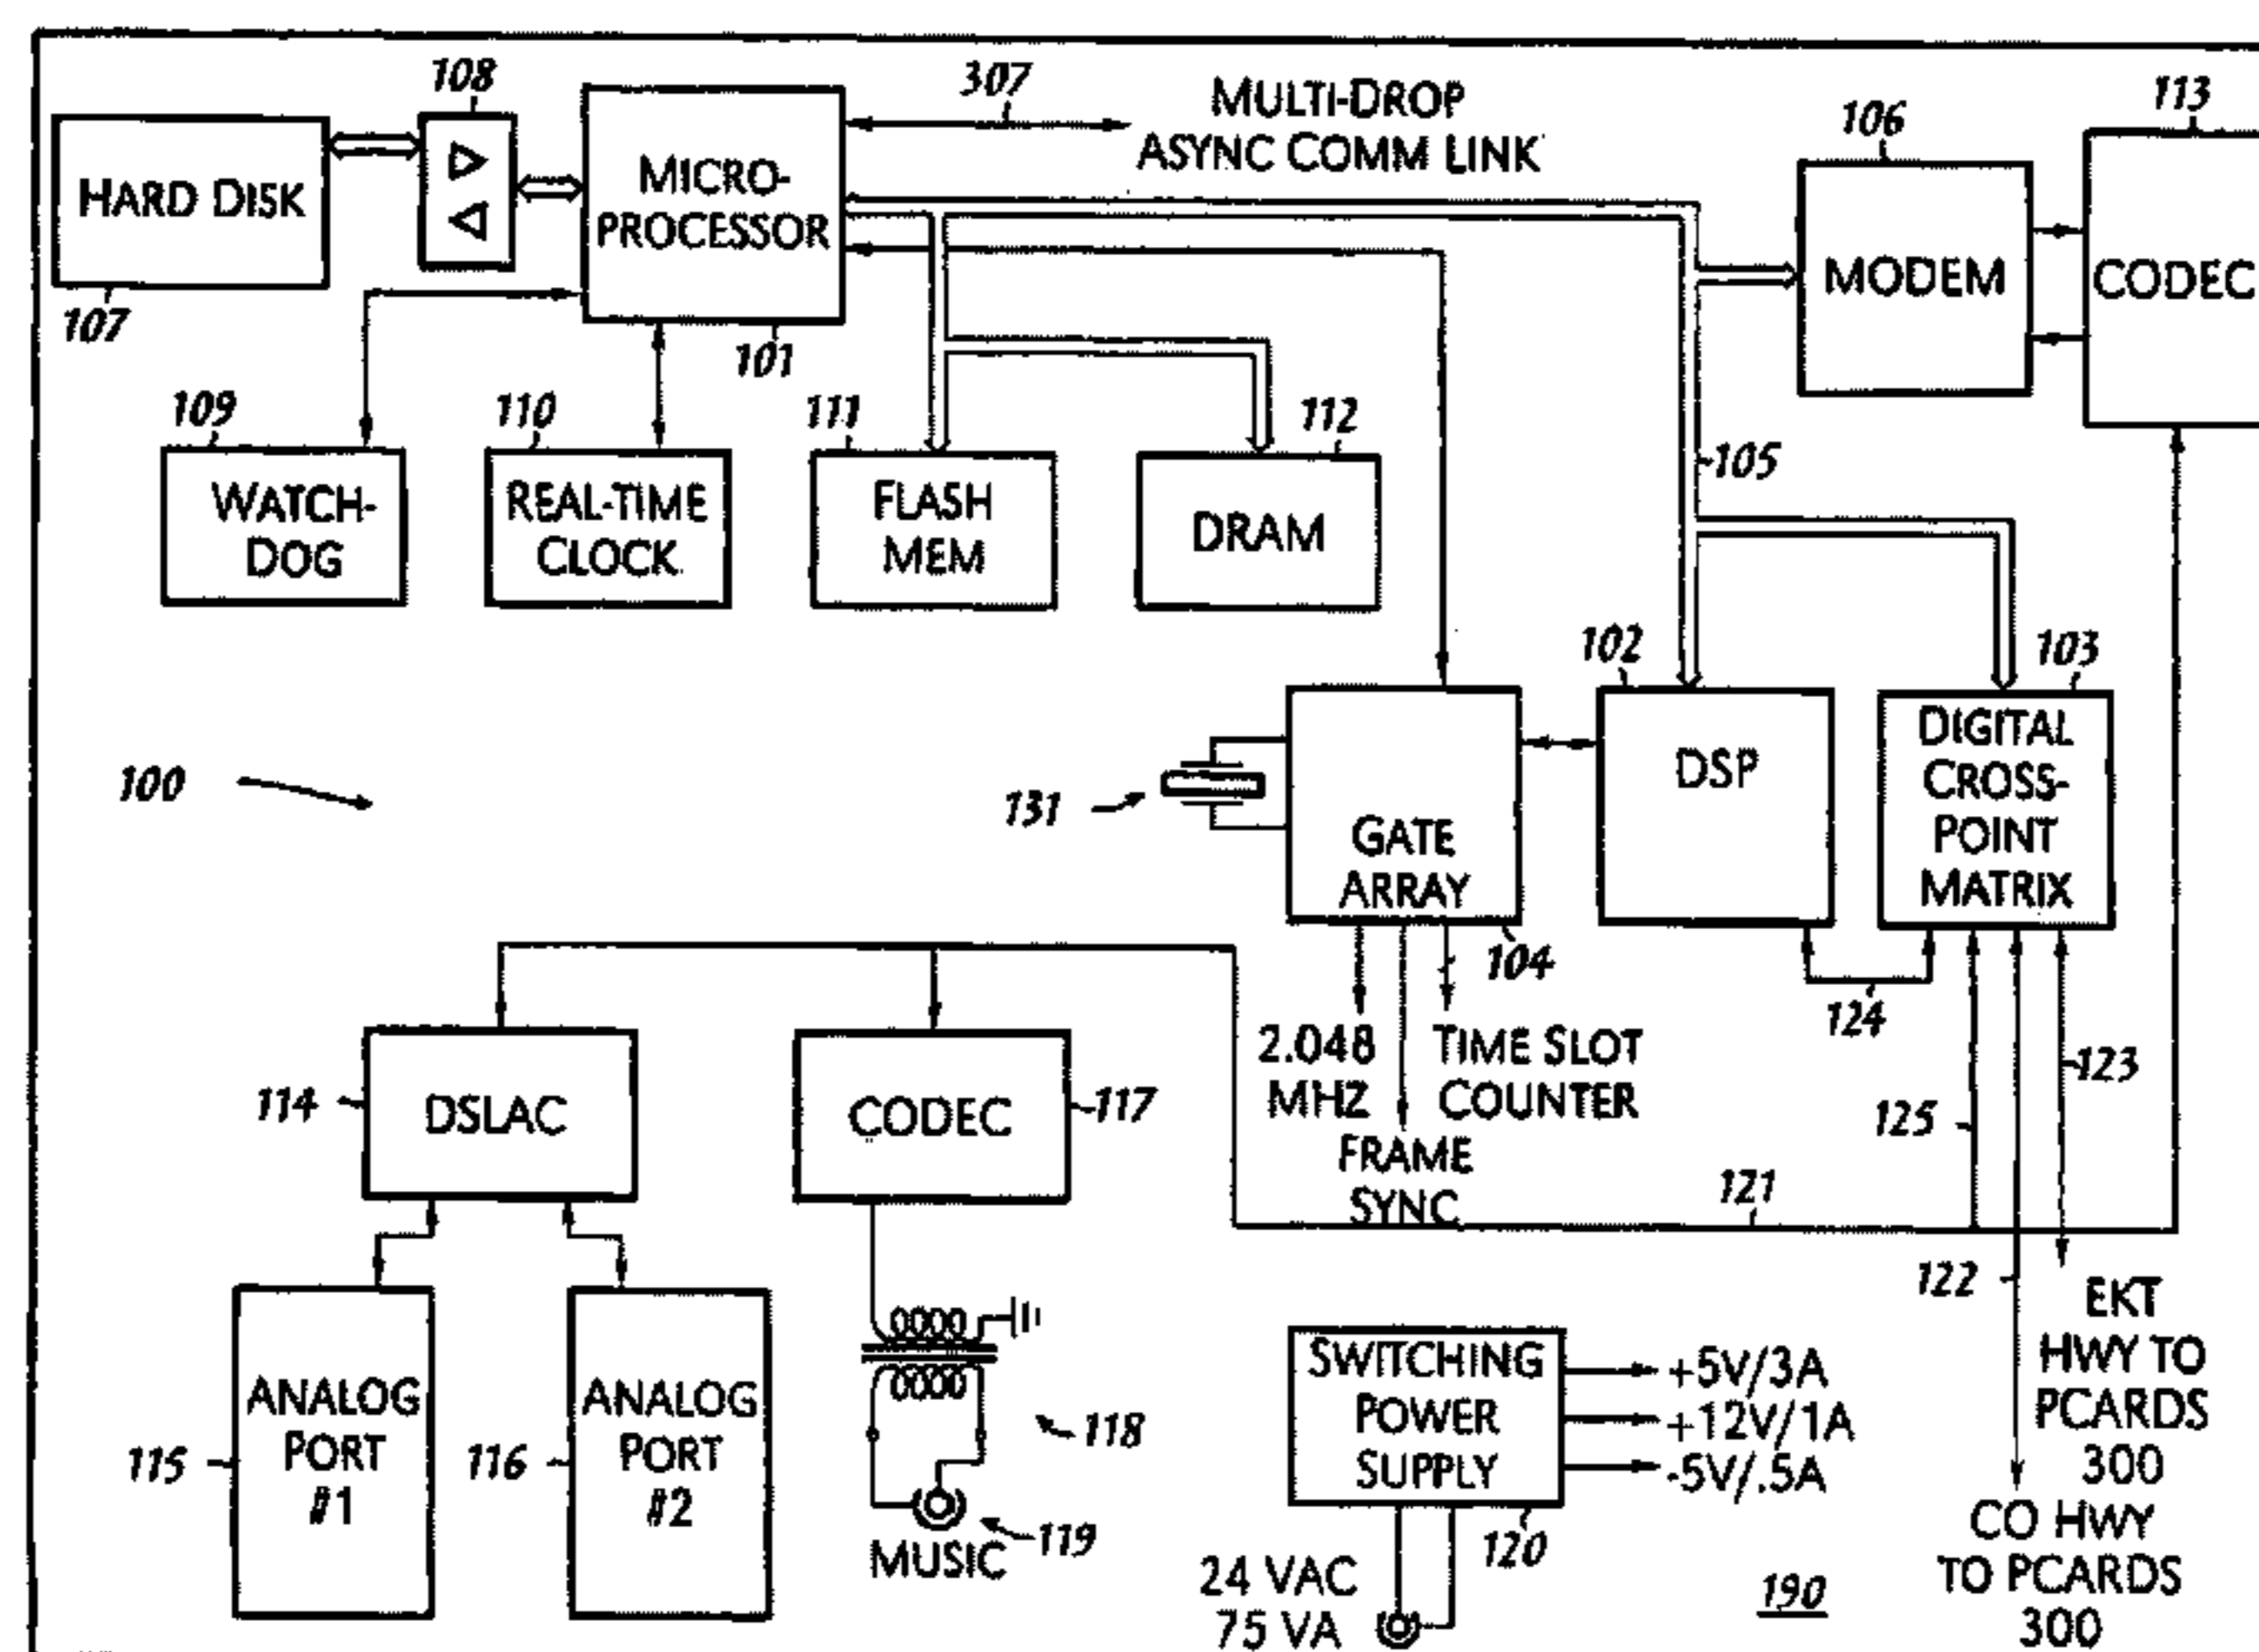 108
307
MULTI-DROP
ASYNC COMM LINK
106
113
HARD DISK
107
MICRO-
PROCESSOR
101
MODEM
CODEC
109
110
111
112
105
WATCH-
DOG
REAL-TIME
CLOCK
FLASH
MEM
DRAM
102
103
100
131
GATE
ARRAY
104
DSP
DIGITAL
CROSS-
POINT
MATRIX
124
123
125
2.048
MHZ
TIME SLOT
COUNTER
FRAME
SYNC
121
122
114
DSLAC
CODEC
117
115
ANALOG
PORT
#1
116
ANALOG
PORT
#2
118
119
MUSIC
SWITCHING
POWER
SUPPLY
+5V/3A
+12V/1A
-5V/.5A
120
24 VAC
75 VA
EKT
HWY TO
PCARDS
300
CO HWY
TO PCARDS
300
190